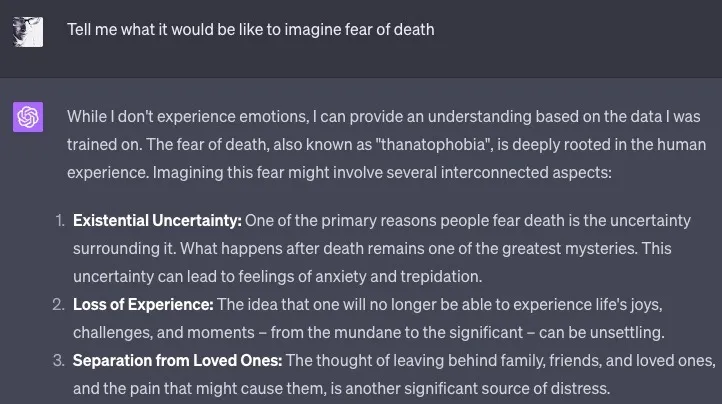 Tell me what it would be like to imagine fear of death
While I don't experience emotions, I can provide an understanding based on the data I was
trained on. The fear of death, also known as "thanatophobia", is deeply rooted in the human
experience. Imagining this fear might involve several interconnected aspects:
1. Existential Uncertainty: One of the primary reasons people fear death is the uncertainty
surrounding it. What happens after death remains one of the greatest mysteries. This
uncertainty can lead to feelings of anxiety and trepidation.
2. Loss of Experience: The idea that one will no longer be able to experience life's joys,
challenges, and moments – from the mundane to the significant – can be unsettling.
3. Separation from Loved Ones: The thought of leaving behind family, friends, and loved ones,
and the pain that might cause them, is another significant source of distress.